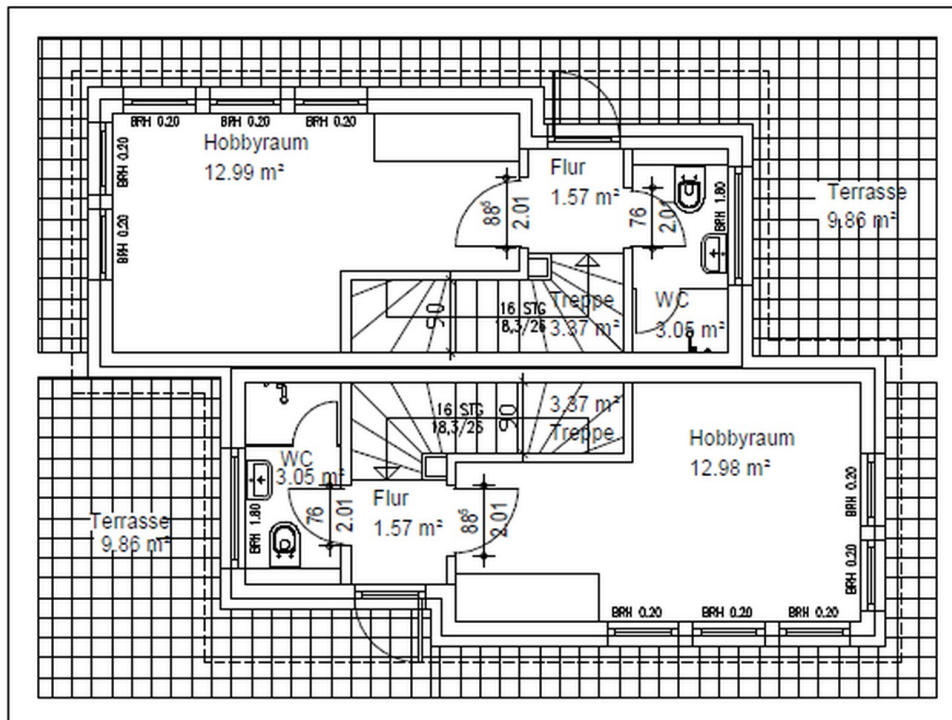 BRH 0.20
BRH 0.20
BRH 0.20
BRH 0.20
BRH 0.20
Hobbyraum
12.99 m²
Flur
1.57 m²
88⁵
2.01
76
2.01
BRH 1.80
Terrasse
9.86 m²
90
16 STG
18,3/26
Treppe
3.37 m²
WC
3.05 m²
16 STG
18,3/26
90
3.37 m²
Treppe
Hobbyraum
12.98 m²
WC
3.05 m²
Flur
1.57 m²
76
2.01
88⁵
2.01
BRH 1.80
Terrasse
9.86 m²
BRH 0.20
BRH 0.20
BRH 0.20
BRH 0.20
BRH 0.20